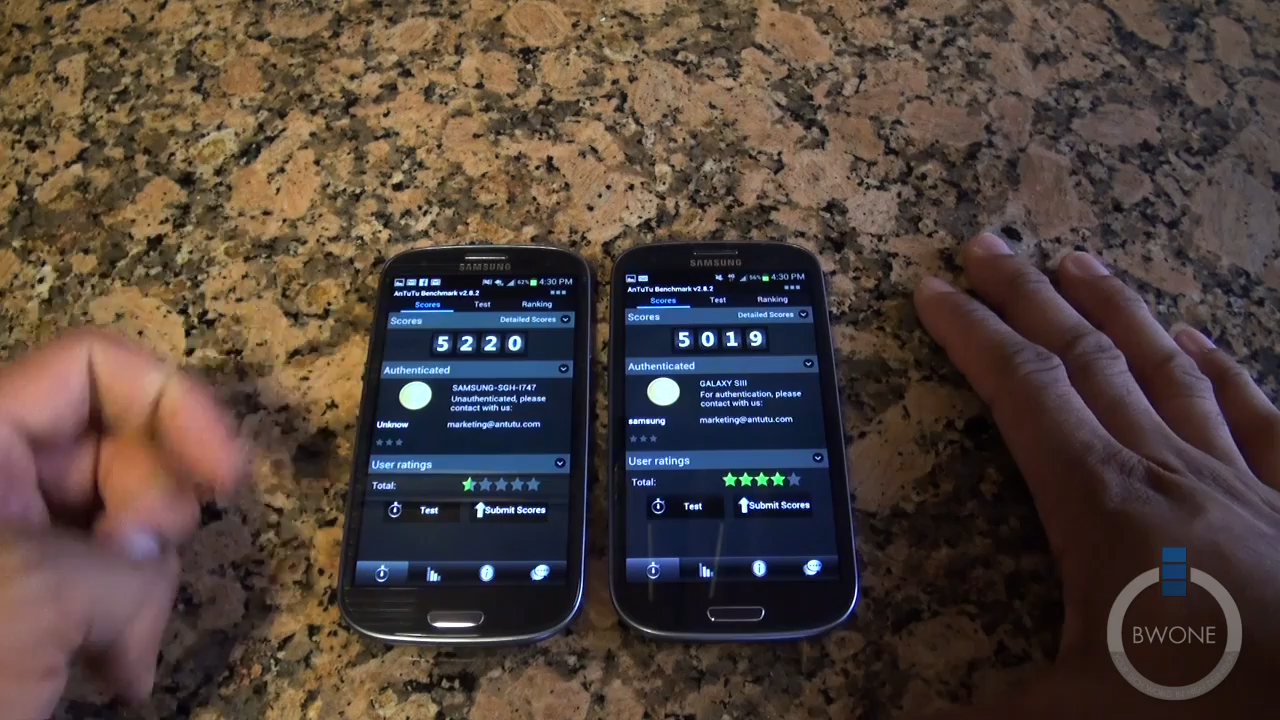 SAMSUNG
62% 4:30 PM
AnTuTu Benchmark v2.8.2
Scores Test Ranking
Scores Detailed Scores
5220
Authenticated
SAMSUNG-SGH-I747
Unauthenticated, please
contact with us:
Unknow marketing@antutu.com
User ratings
Total:
Test Submit Scores
SAMSUNG
56% 4:30 PM
AnTuTu Benchmark v2.8.2
Scores Test Ranking
Scores Detailed Scores
5019
Authenticated
GALAXY SIII
For authentication, please
contact with us:
samsung marketing@antutu.com
User ratings
Total:
Test Submit Scores
BWONE